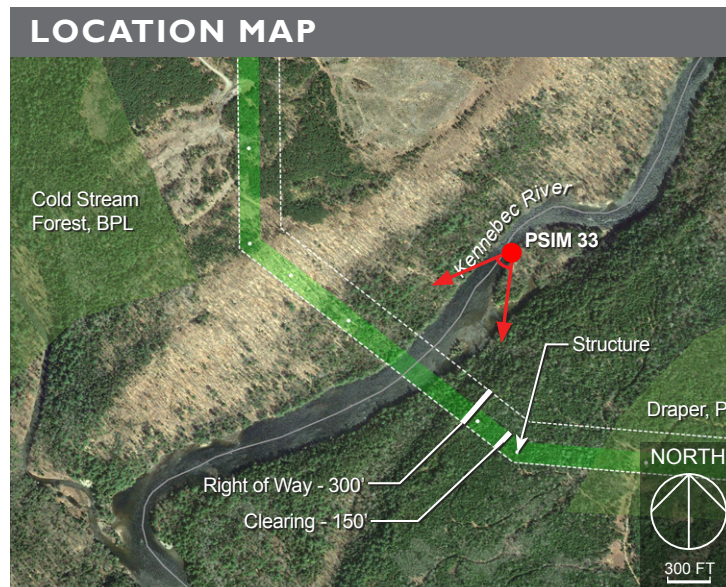 LOCATION MAP
Cold Stream
Forest, BPL
Kennebec River
PSIM 33
Structure
Draper, P
Right of Way - 300'
Clearing - 150'
NORTH
300 FT